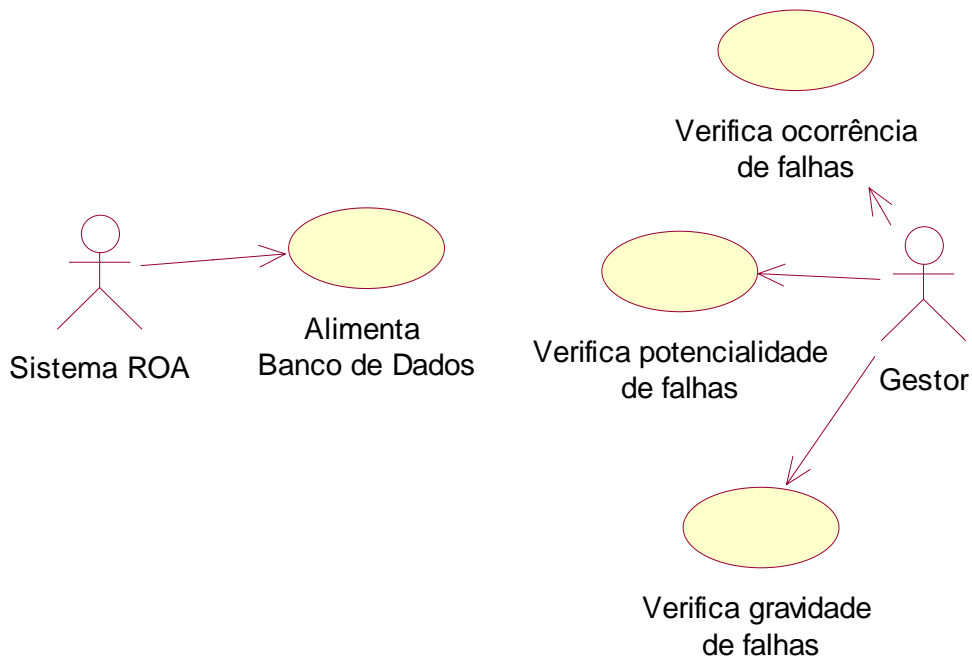 Verifica ocorrência
de falhas
Sistema ROA
Alimenta
Banco de Dados
Verifica potencialidade
de falhas
Gestor
Verifica gravidade
de falhas